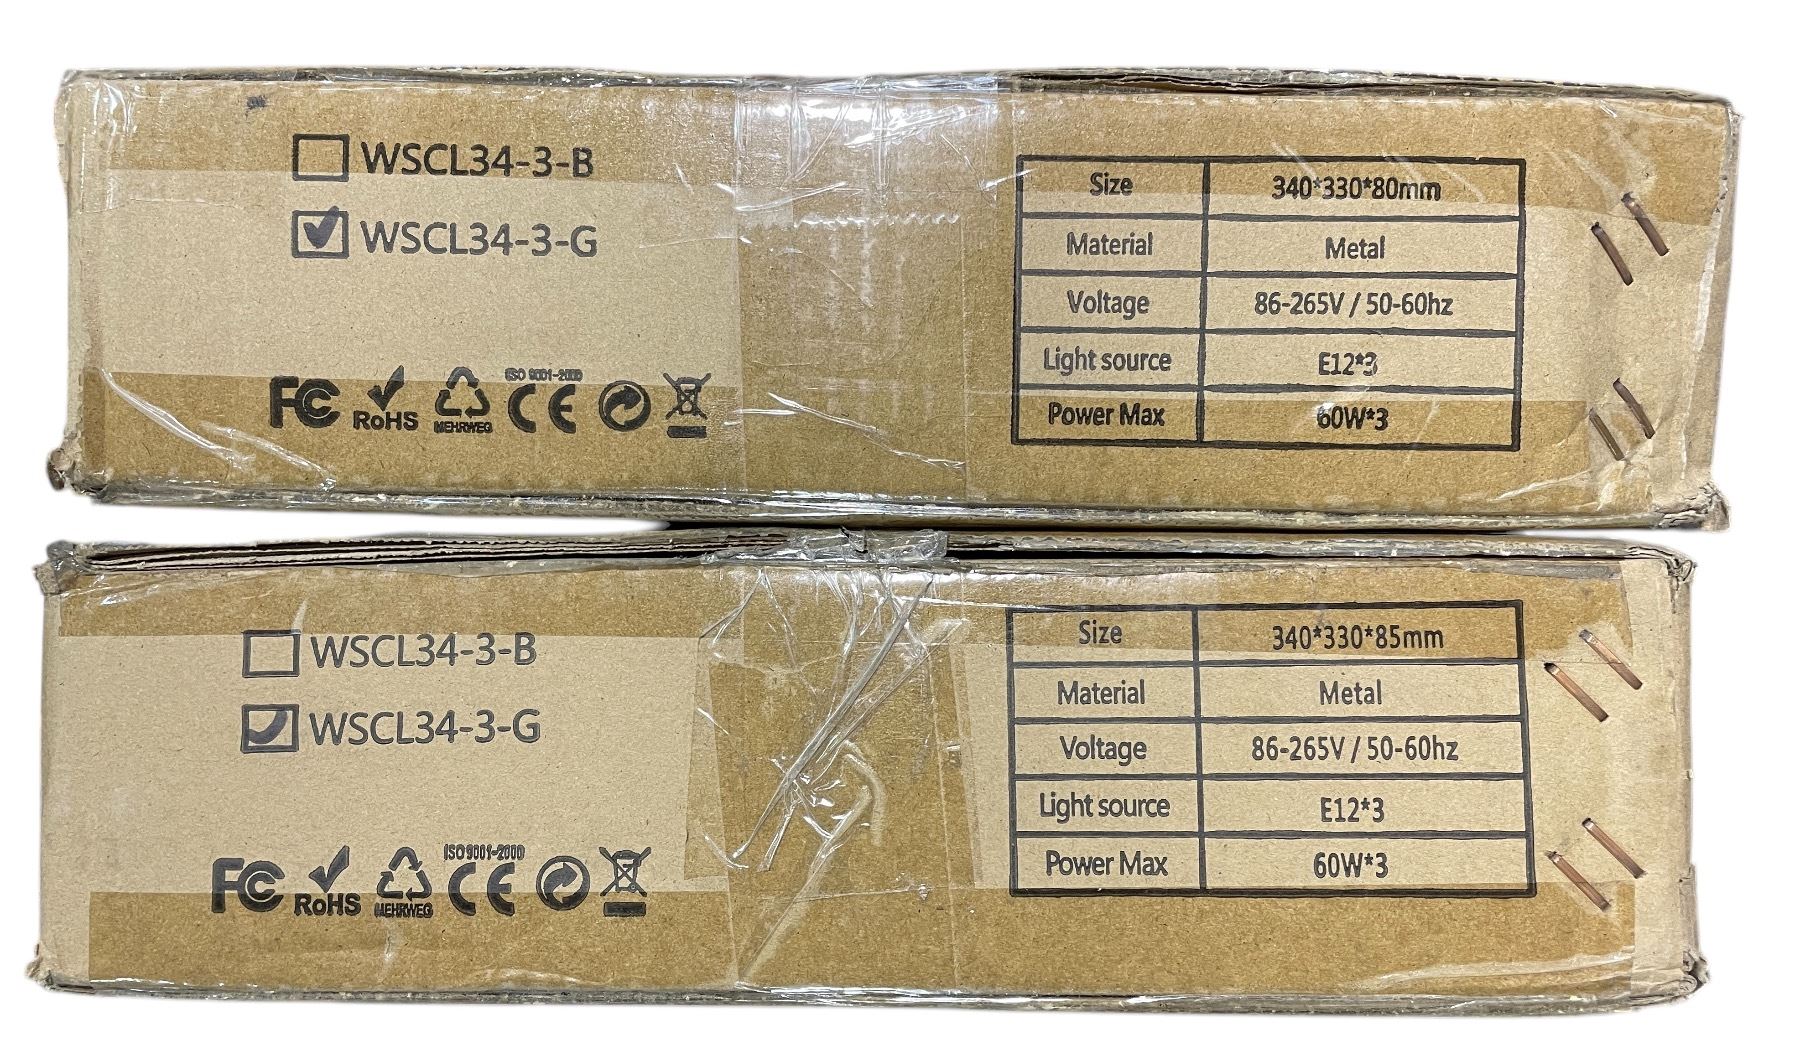 WSCL34-3-B
WSCL34-3-G
FC RoHS MEHRWEG ISO 9001-2000 CE
Size 340*330*80mm
Material Metal
Voltage 86-265V / 50-60hz
Light source E12*3
Power Max 60W*3
WSCL34-3-B
WSCL34-3-G
FC RoHS MEHRWEG ISO 9001-2000 CE
Size 340*330*85mm
Material Metal
Voltage 86-265V / 50-60hz
Light source E12*3
Power Max 60W*3